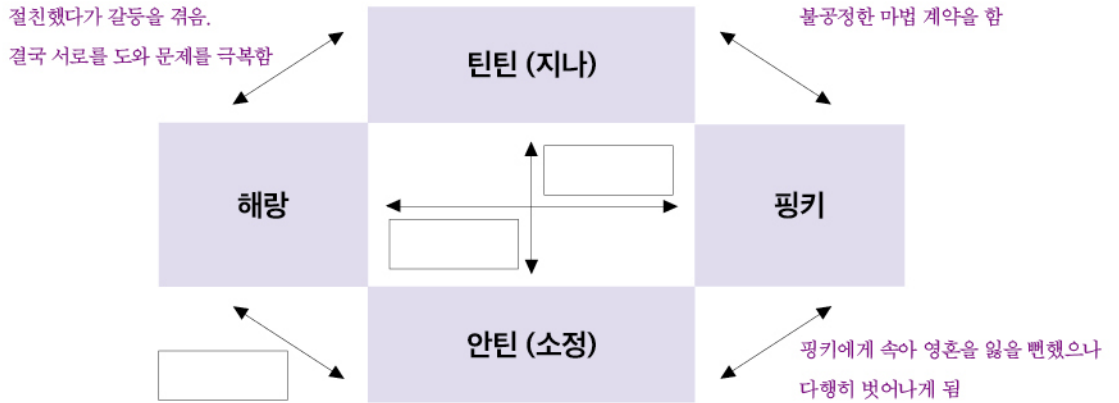 절친했다가 갈등을 겪음.
결국 서로를 도와 문제를 극복함
불공정한 마법 계약을 함
틴틴 (지나)
해랑
핑키
안틴 (소정)
핑키에게 속아 영혼을 잃을 뻔했으나
다행히 벗어나게 됨